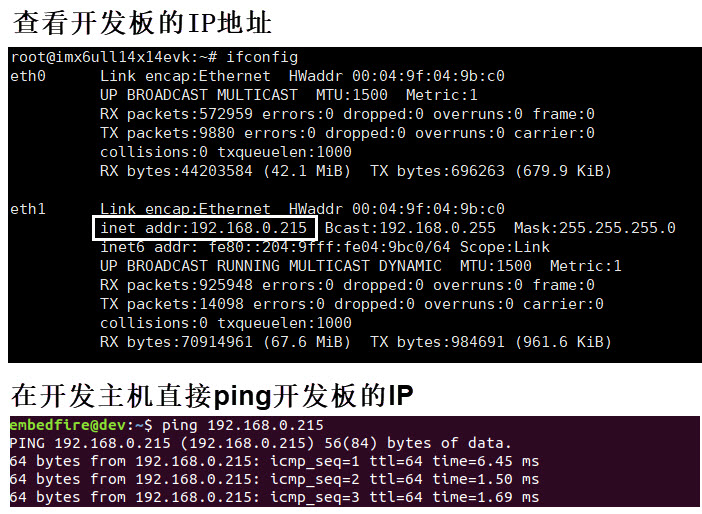 查看开发板的IP地址
root@imx6ull14x14evk:~# ifconfig
eth0      Link encap:Ethernet  HWaddr 00:04:9f:04:9b:c0
          UP BROADCAST MULTICAST  MTU:1500  Metric:1
          RX packets:572959 errors:0 dropped:0 overruns:0 frame:0
          TX packets:9880 errors:0 dropped:0 overruns:0 carrier:0
          collisions:0 txqueuelen:1000
          RX bytes:44203584 (42.1 MiB)  TX bytes:696263 (679.9 KiB)
eth1      Link encap:Ethernet  HWaddr 00:04:9f:04:9b:c0
          inet addr:192.168.0.215  Bcast:192.168.0.255  Mask:255.255.255.0
          inet6 addr: fe80::204:9fff:fe04:9bc0/64 Scope:Link
          UP BROADCAST RUNNING MULTICAST DYNAMIC  MTU:1500  Metric:1
          RX packets:925948 errors:0 dropped:0 overruns:0 frame:0
          TX packets:14098 errors:0 dropped:0 overruns:0 carrier:0
          collisions:0 txqueuelen:1000
          RX bytes:70914961 (67.6 MiB)  TX bytes:984691 (961.6 KiB)
在开发主机直接ping开发板的IP
embedfire@dev:~$ ping 192.168.0.215
PING 192.168.0.215 (192.168.0.215) 56(84) bytes of data.
64 bytes from 192.168.0.215: icmp_seq=1 ttl=64 time=6.45 ms
64 bytes from 192.168.0.215: icmp_seq=2 ttl=64 time=1.50 ms
64 bytes from 192.168.0.215: icmp_seq=3 ttl=64 time=1.69 ms